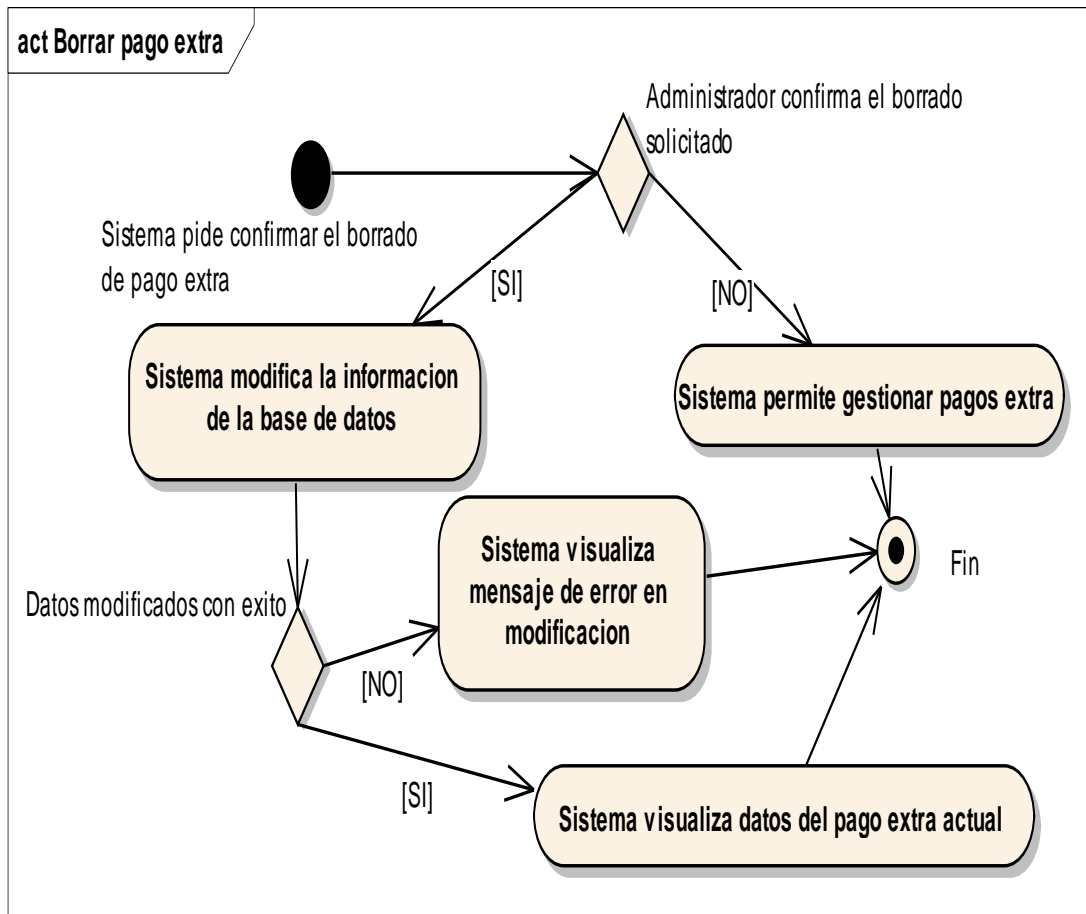 act Borrar pago extra
Administrador confirma el borrado
solicitado
Sistema pide confirmar el borrado
de pago extra
[SI]
[NO]
Sistema modifica la informacion
de la base de datos
Sistema permite gestionar pagos extra
Sistema visualiza
mensaje de error en
modificacion
Fin
Datos modificados con exito
[NO]
[SI]
Sistema visualiza datos del pago extra actual